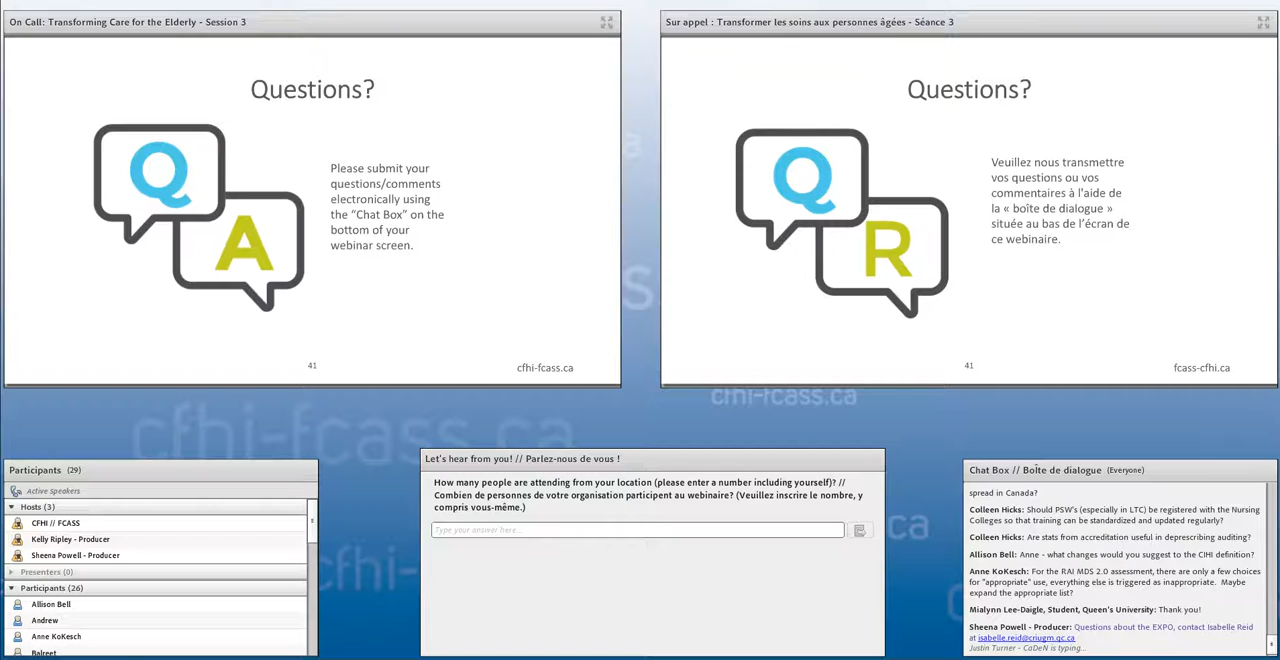 On Call: Transforming Care for the Elderly - Session 3
Questions?
Q
A
Please submit your
questions/comments
electronically using
the “Chat Box” on the
bottom of your
webinar screen.
41
cfhi-fcass.ca
Sur appel : Transformer les soins aux personnes âgées - Séance 3
Questions?
Q
R
Veuillez nous transmettre
vos questions ou vos
commentaires à l'aide de
la « boîte de dialogue »
située au bas de l’écran de
ce webinaire.
41
fcass-cfhi.ca
cfhi-fcass.ca
cfhi-fcass.ca
Participants (29)
Active Speakers
Hosts (3)
CFHI // FCASS
Kelly Ripley - Producer
Sheena Powell - Producer
Presenters (0)
Participants (26)
Allison Bell
Andrew
Anne KoKesch
Balreet
Let's hear from you! // Parlez-nous de vous !
How many people are attending from your location (please enter a number including yourself)? //
Combien de personnes de votre organisation participent au webinaire? (Veuillez inscrire le nombre, y
compris vous-même.)
Type your answer here...
Chat Box // Boîte de dialogue (Everyone)
spread in Canada?
Colleen Hicks: Should PSW's (especially in LTC) be registered with the Nursing
Colleges so that training can be standardized and updated regularly?
Colleen Hicks: Are stats from accreditation useful in deprescribing auditing?
Allison Bell: Anne - what changes would you suggest to the CIHI definition?
Anne KoKesch: For the RAI MDS 2.0 assessment, there are only a few choices
for "appropriate" use, everything else is triggered as inappropriate. Maybe
expand the appropriate list?
Mialynn Lee-Daigle, Student, Queen's University: Thank you!
Sheena Powell - Producer: Questions about the EXPO, contact Isabelle Reid
at isabelle.reid@criugm.qc.ca
Justin Turner - CaDeN is typing...